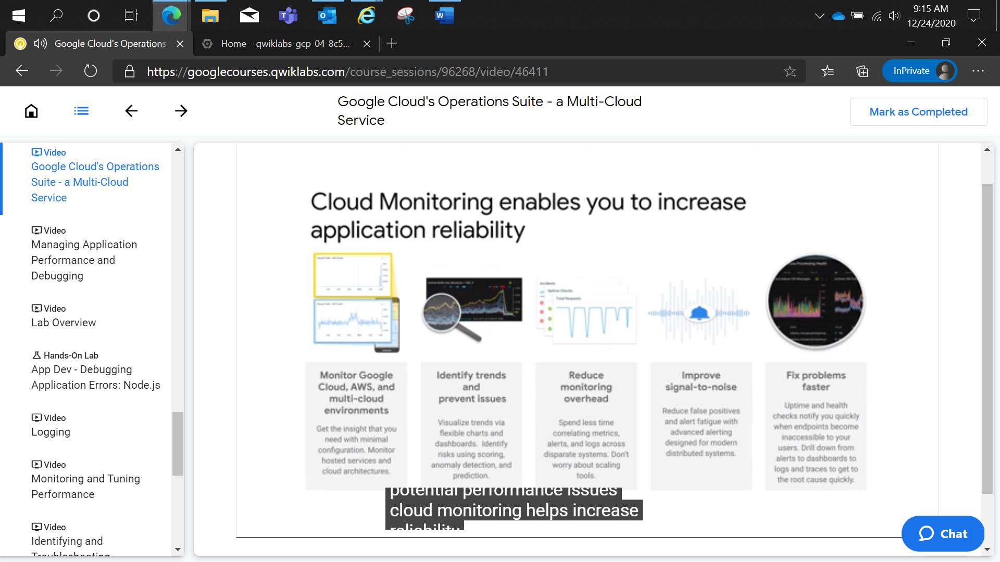 9:15 AM
12/24/2020
Google Cloud's Operations
Home – qwiklabs-gcp-04-8c5... -
https://googlecourses.qwiklabs.com/course_sessions/96268/video/46411
InPrivate
Google Cloud's Operations Suite - a Multi-Cloud
Service
Mark as Completed
Video
Google Cloud's Operations
Suite - a Multi-Cloud
Service
Video
Managing Application
Performance and
Debugging
Video
Lab Overview
Hands-On Lab
App Dev - Debugging
Application Errors: Node.js
Video
Logging
Video
Monitoring and Tuning
Performance
Video
Identifying and
Troubleshooting
Cloud Monitoring enables you to increase
application reliability
Incidents
Uptime Checks
Total Requests
Monitor Google
Cloud, AWS, and
multi-cloud
environments
Get the insight that you
need with minimal
configuration. Monitor
hosted services and
cloud architectures.
Identify trends
and
prevent issues
Visualize trends via
flexible charts and
dashboards. Identify
risks using scoring,
anomaly detection, and
prediction.
Reduce
monitoring
overhead
Spend less time
correlating metrics,
alerts, and logs across
disparate systems. Don't
worry about scaling
tools.
Improve
signal-to-noise
Reduce false positives
and alert fatigue with
advanced alerting
designed for modern
distributed systems.
Fix problems
faster
Uptime and health
checks notify you quickly
when endpoints become
inaccessible to your
users. Drill down from
alerts to dashboards to
logs and traces to get to
the root cause quickly.
potential performance issues
cloud monitoring helps increase
reliability
Chat